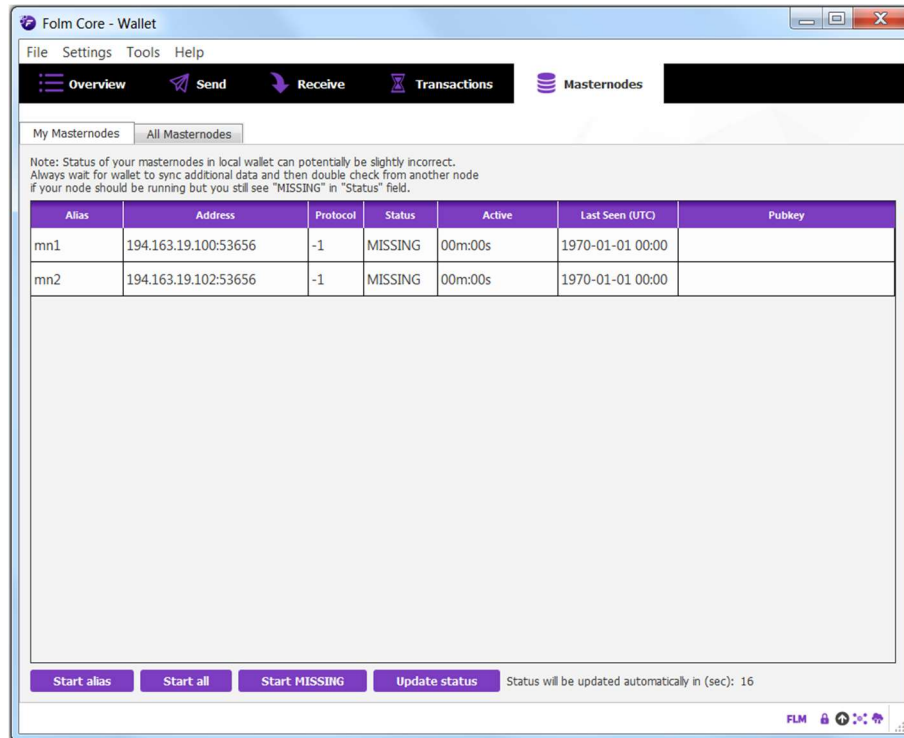 Folm Core - Wallet
File Settings Tools Help
Overview Send Receive Transactions Masternodes
My Masternodes All Masternodes
Note: Status of your masternodes in local wallet can potentially be slightly incorrect.
Always wait for wallet to sync additional data and then double check from another node
if your node should be running but you still see "MISSING" in "Status" field.
Alias Address Protocol Status Active Last Seen (UTC) Pubkey
mn1 194.163.19.100:53656 -1 MISSING 00m:00s 1970-01-01 00:00
mn2 194.163.19.102:53656 -1 MISSING 00m:00s 1970-01-01 00:00
Start alias Start all Start MISSING Update status Status will be updated automatically in (sec): 16
FLM